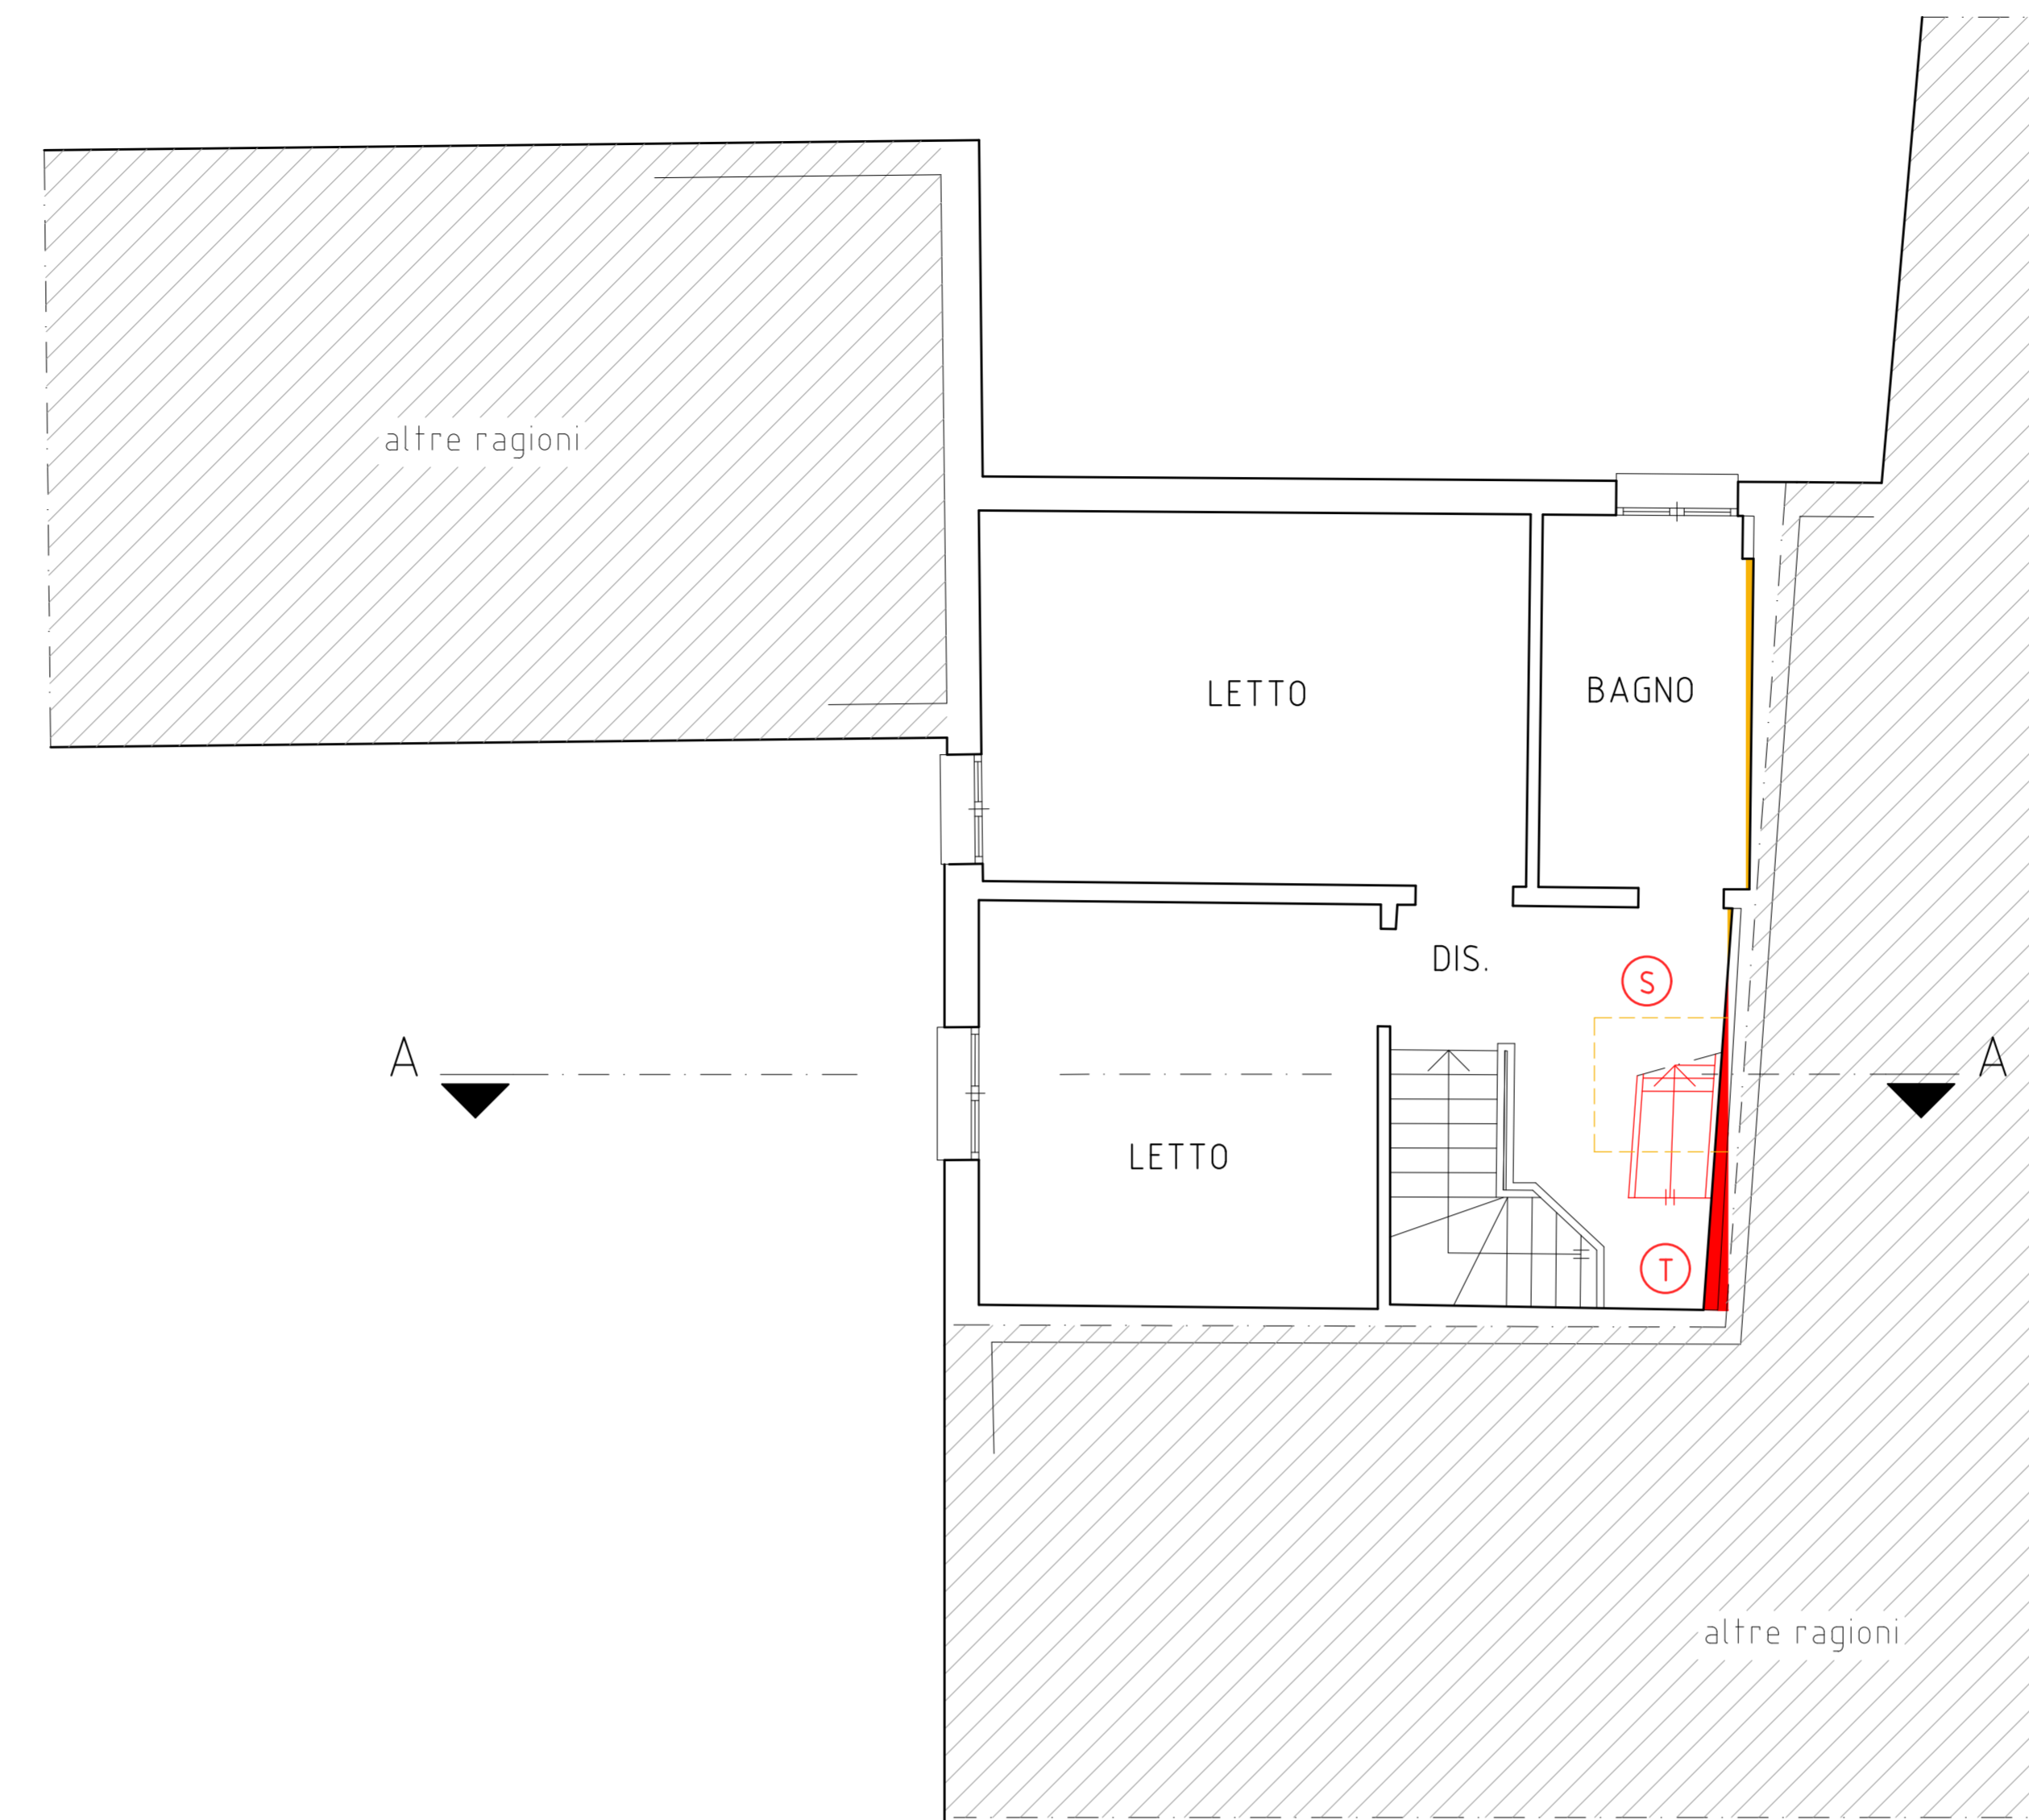 altre ragioni
LETTO
BAGNO
DIS.
S
A
A
LETTO
T
altre ragioni